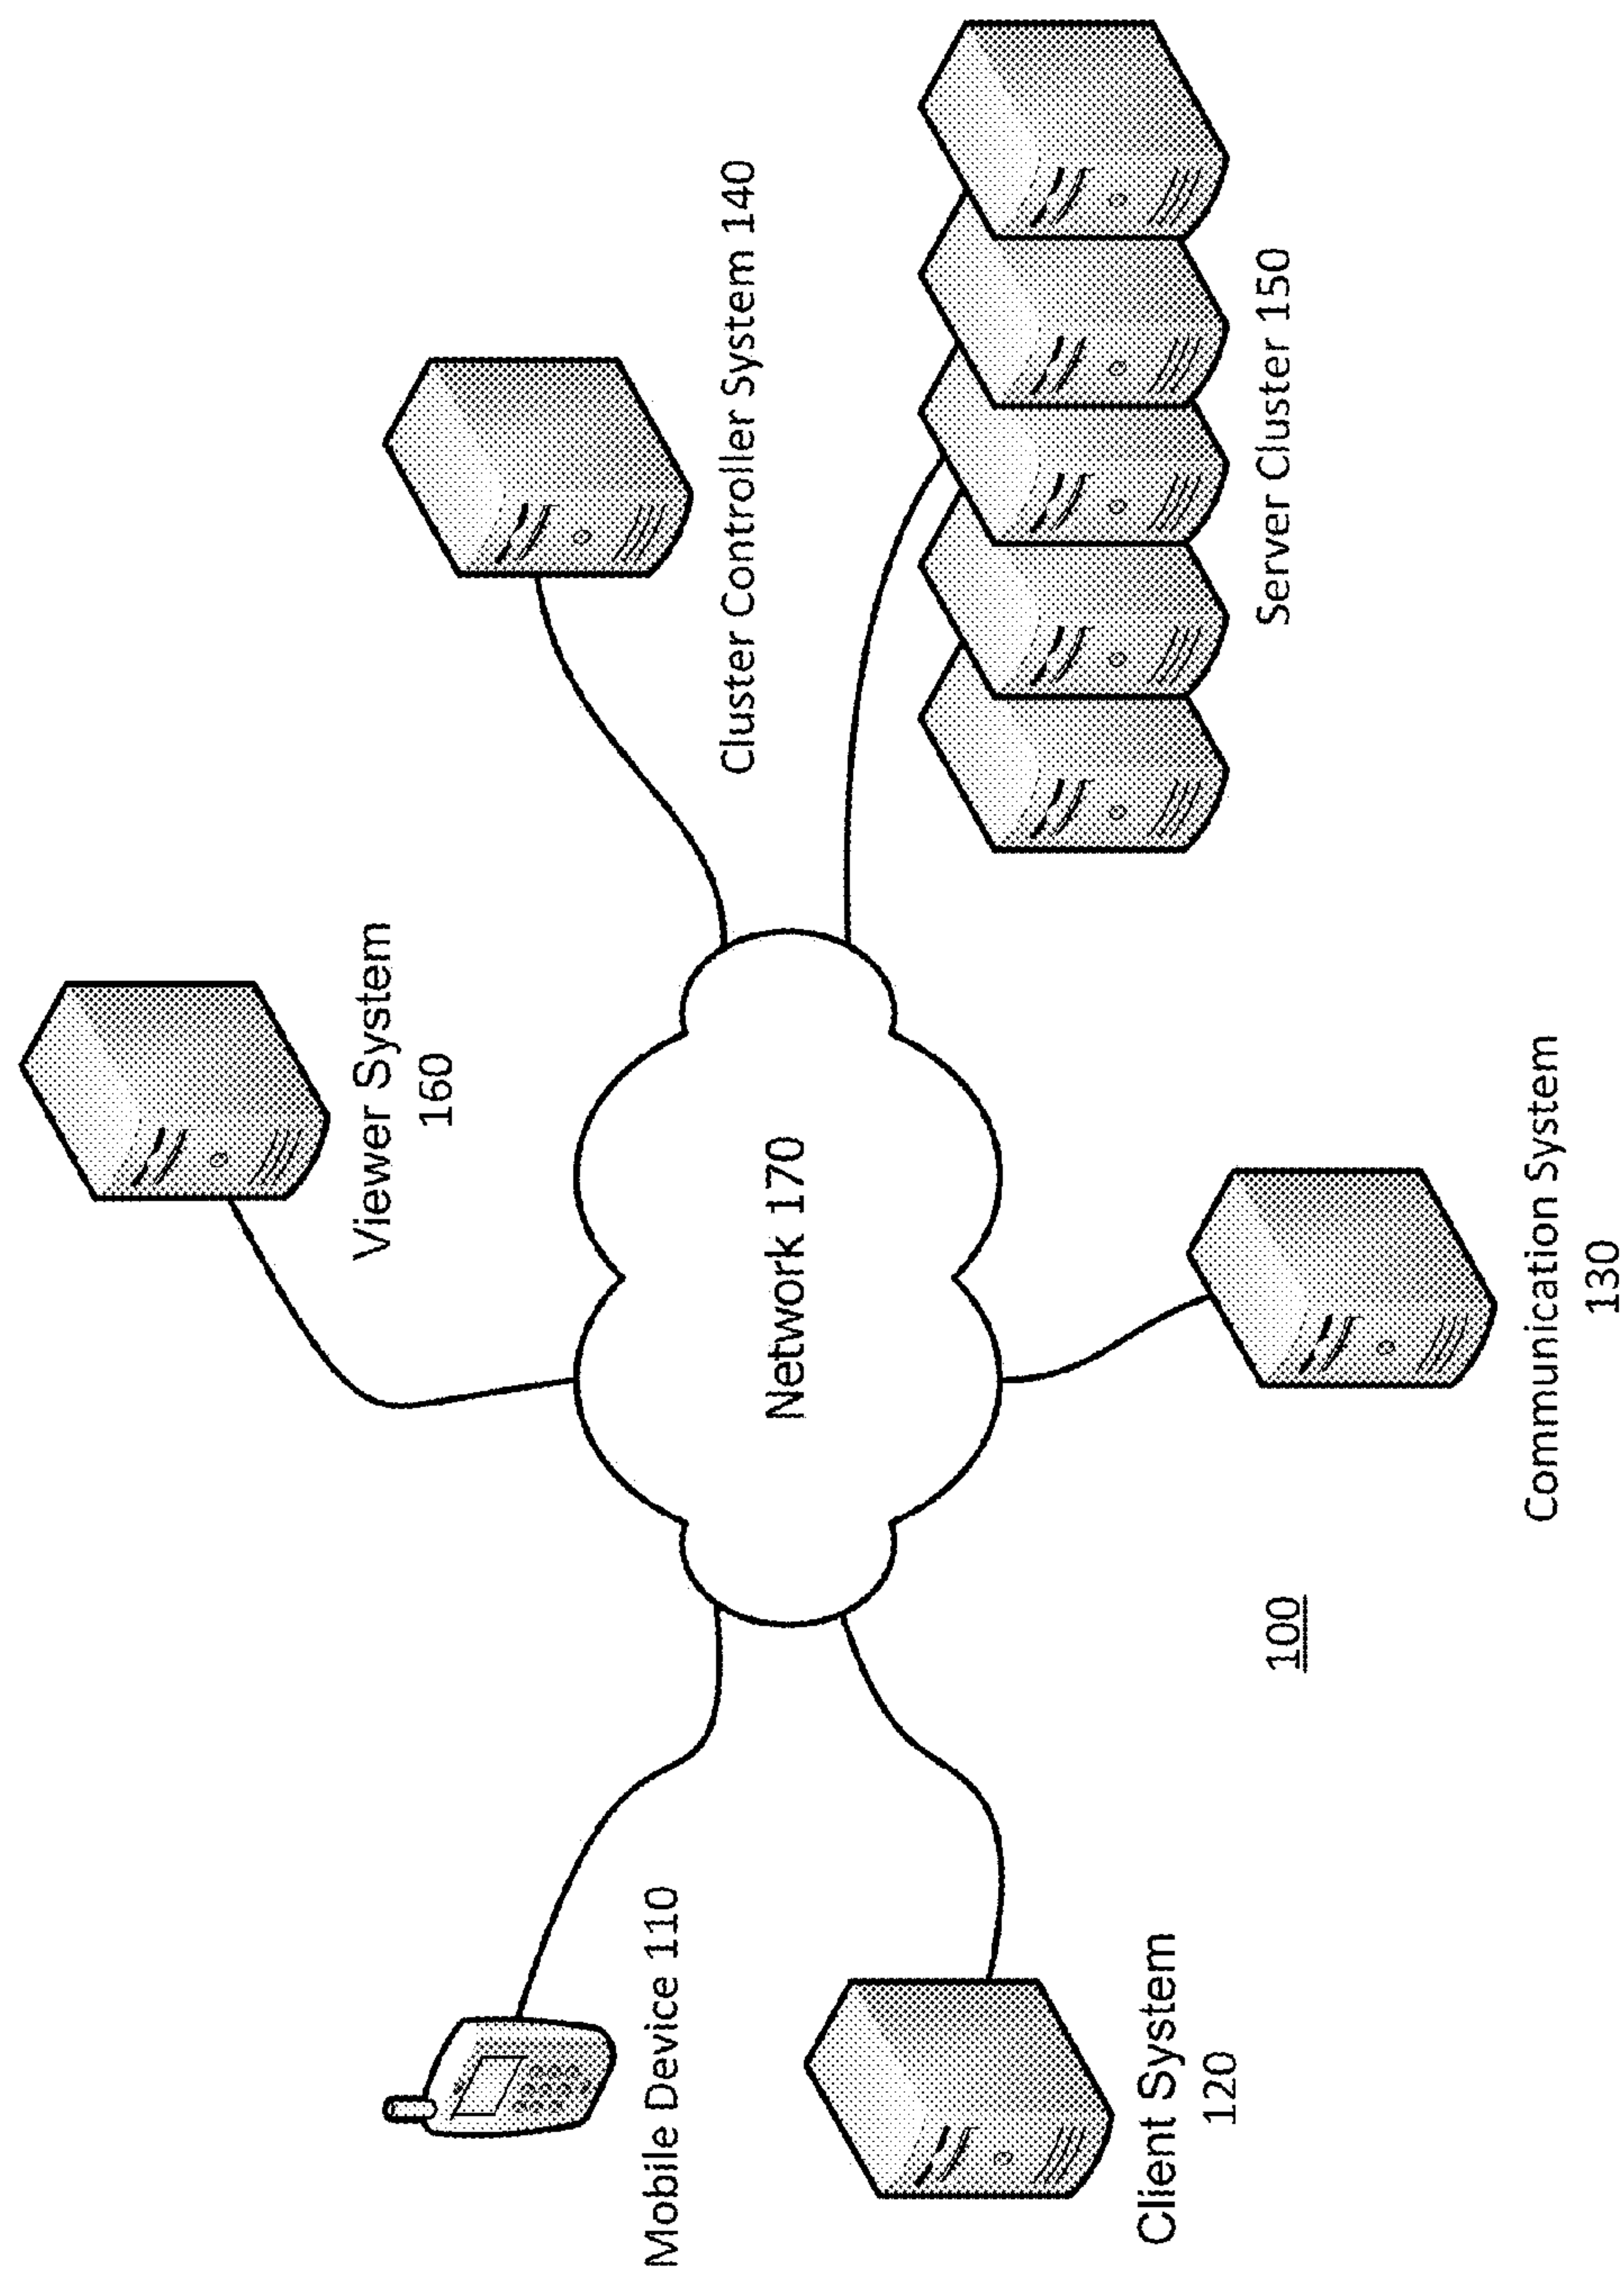 Viewer System
160
Cluster Controller System 140
Mobile Device 110
Network 170
Client System
120
Server Cluster 150
100
Communication System
130